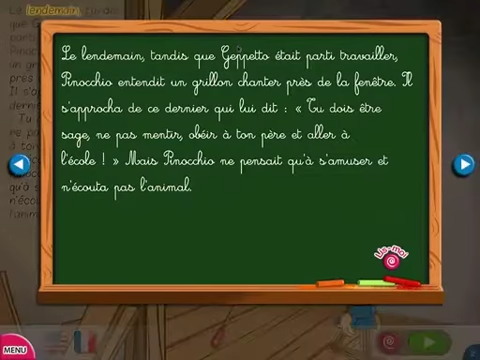 Le lendemain, tandis que Geppetto était parti travailler,
Pinocchio entendit un grillon chanter près de la fenêtre. Il
s'approcha de ce dernier qui lui dit : « Tu dois être
sage, ne pas mentir, obéir à ton père et aller à
l'école ! » Mais Pinocchio ne pensait qu'à s'amuser et
n'écouta pas l'animal.
Lis-moi
MENU